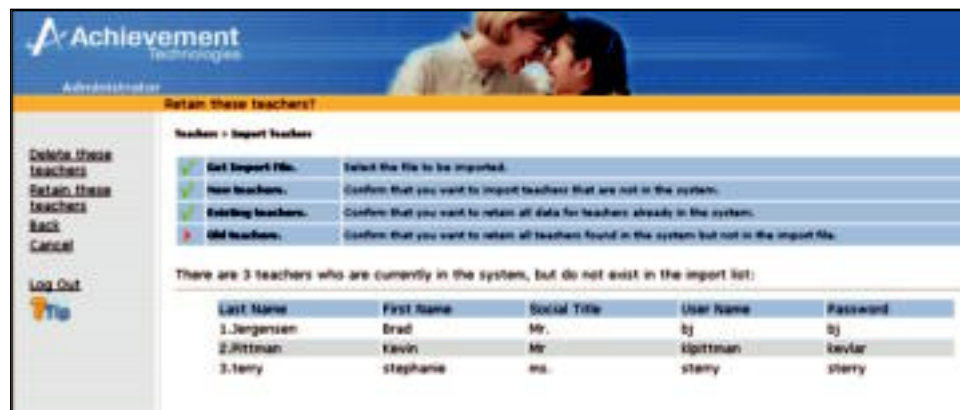 Achievement
Technologies
Administrator
Retain these teachers?
Teachers > Import Teachers
Delete these
teachers
Retain these
teachers
Back
Cancel
Log Out
Tip
Get Import File. Select the file to be imported.
New teachers. Confirm that you want to import teachers that are not in the system.
Existing teachers. Confirm that you want to retain all data for teachers already in the system.
Old teachers. Confirm that you want to retain all teachers found in the system but not in the import file.
There are 3 teachers who are currently in the system, but do not exist in the import list:
Last Name First Name Social Title User Name Password
1.Jergensen Brad Mr. bj bj
2.Pittman Kevin Mr klpittman kevlar
3.terry stephanie ms. sterry sterry